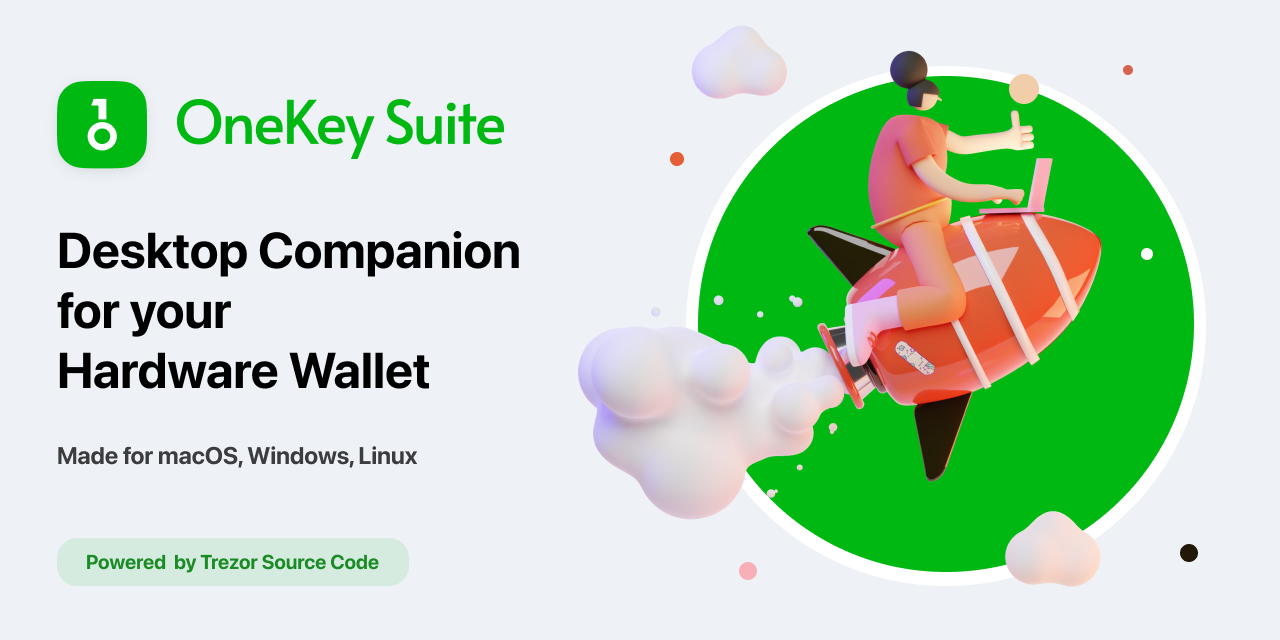 OneKey Suite
Desktop Companion
for your
Hardware Wallet
Made for macOS, Windows, Linux
Powered by Trezor Source Code